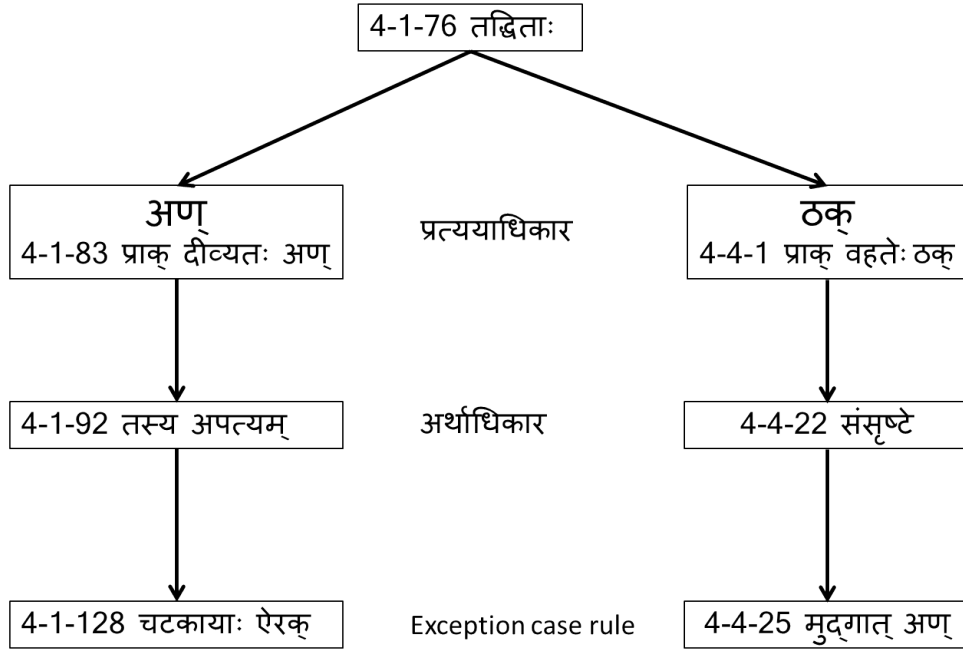 4-1-76 तद्धिताः
अण्
4-1-83 प्राक् दीव्यतः अण्
प्रत्ययाधिकार
ठक्
4-4-1 प्राक् वहतेः ठक्
4-1-92 तस्य अपत्यम्
अर्थाधिकार
4-4-22 संसृष्टे
4-1-128 चटकायाः ऐरक्
Exception case rule
4-4-25 मुद्‌गात् अण्